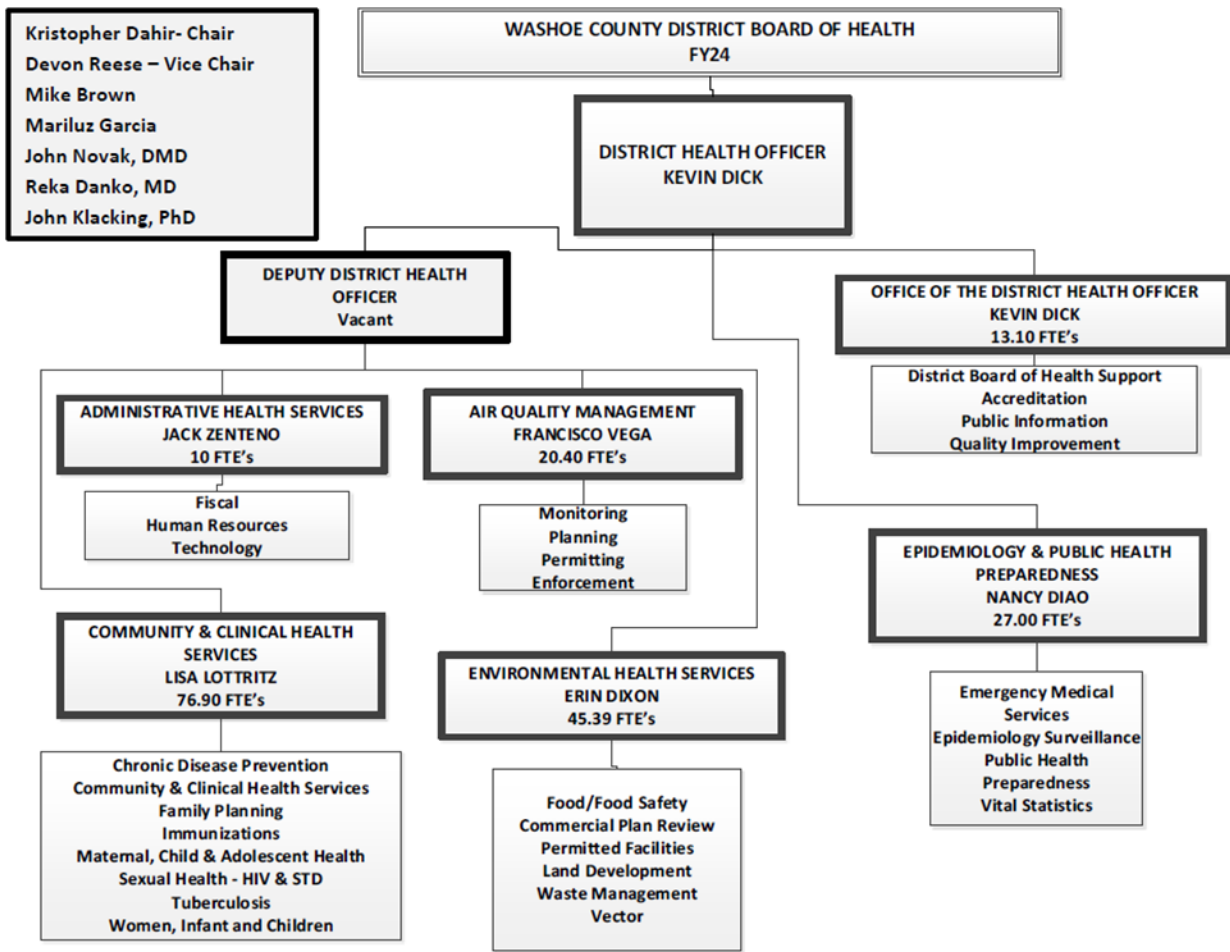 Kristopher Dahir- Chair
Devon Reese – Vice Chair
Mike Brown
Mariluz Garcia
John Novak, DMD
Reka Danko, MD
John Klacking, PhD
WASHOE COUNTY DISTRICT BOARD OF HEALTH
FY24
DISTRICT HEALTH OFFICER
KEVIN DICK
DEPUTY DISTRICT HEALTH
OFFICER
Vacant
OFFICE OF THE DISTRICT HEALTH OFFICER
KEVIN DICK
13.10 FTE’s
District Board of Health Support
Accreditation
Public Information
Quality Improvement
ADMINISTRATIVE HEALTH SERVICES
JACK ZENTENO
10 FTE’s
Fiscal
Human Resources
Technology
AIR QUALITY MANAGEMENT
FRANCISCO VEGA
20.40 FTE’s
Monitoring
Planning
Permitting
Enforcement
EPIDEMIOLOGY & PUBLIC HEALTH
PREPAREDNESS
NANCY DIAO
27.00 FTE’s
Emergency Medical
Services
Epidemiology Surveillance
Public Health
Preparedness
Vital Statistics
COMMUNITY & CLINICAL HEALTH
SERVICES
LISA LOTTRITZ
76.90 FTE’s
Chronic Disease Prevention
Community & Clinical Health Services
Family Planning
Immunizations
Maternal, Child & Adolescent Health
Sexual Health - HIV & STD
Tuberculosis
Women, Infant and Children
ENVIRONMENTAL HEALTH SERVICES
ERIN DIXON
45.39 FTE’s
Food/Food Safety
Commercial Plan Review
Permitted Facilities
Land Development
Waste Management
Vector